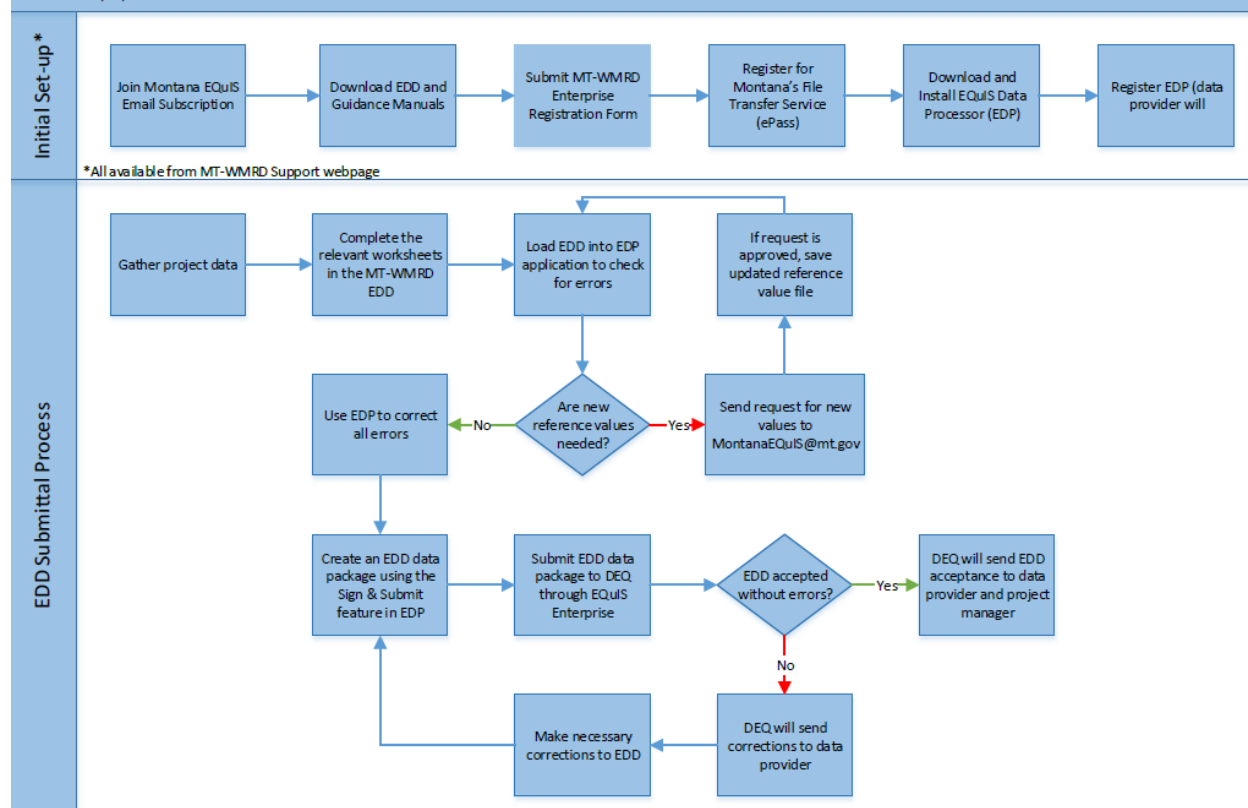 Initial Set-up*
Join Montana EQuIS
Email Subscription
Download EDD and
Guidance Manuals
Submit MT-WMRD
Enterprise
Registration Form
Register for
Montana's File
Transfer Service
(ePass)
Download and
Install EQuIS Data
Processor (EDP)
Register EDP (data
provider will
*All available from MT-WMRD Support webpage
EDD Submittal Process
Gather project data
Complete the
relevant worksheets
in the MT-WMRD
EDD
Load EDD into EDP
application to check
for errors
If request is
approved, save
updated reference
value file
Use EDP to correct
all errors
No
Are new
reference values
needed?
Yes
Send request for new
values to
MontanaEQuIS@mt.gov
Create an EDD data
package using the
Sign & Submit
feature in EDP
Submit EDD data
package to DEQ
through EQuIS
Enterprise
EDD accepted
without errors?
Yes
DEQ will send EDD
acceptance to data
provider and project
manager
No
Make necessary
corrections to EDD
DEQ will send
corrections to data
provider